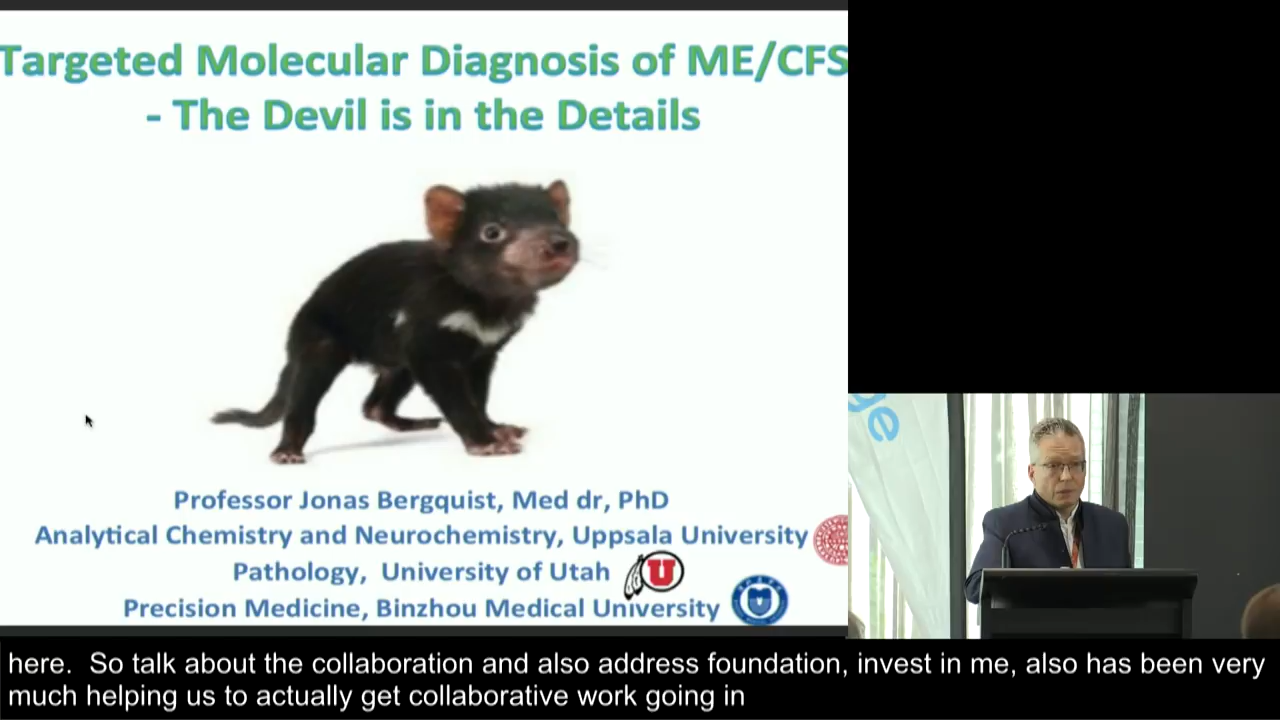 Targeted Molecular Diagnosis of ME/CFS
- The Devil is in the Details
Professor Jonas Bergquist, Med dr, PhD
Analytical Chemistry and Neurochemistry, Uppsala University
Pathology, University of Utah
U
Precision Medicine, Binzhou Medical University
ge
here. So talk about the collaboration and also address foundation, invest in me, also has been very
much helping us to actually get collaborative work going in